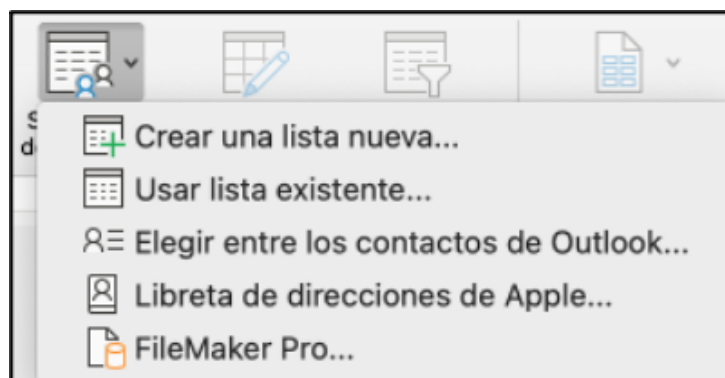 Crear una lista nueva...
Usar lista existente...
Elegir entre los contactos de Outlook...
Libreta de direcciones de Apple...
FileMaker Pro...